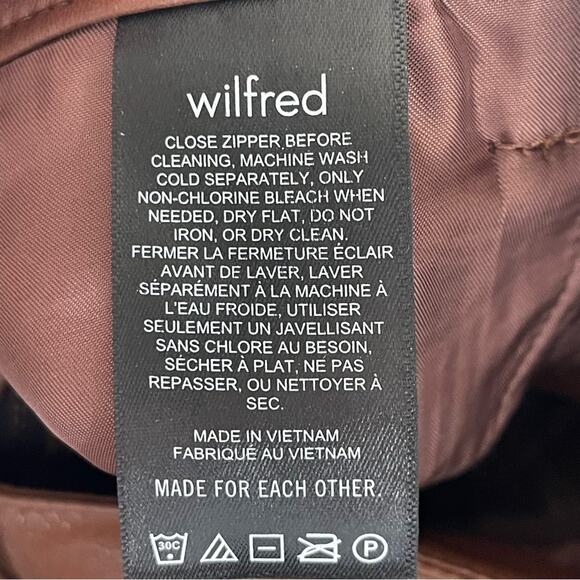 wilfred
CLOSE ZIPPER BEFORE
CLEANING, MACHINE WASH
COLD SEPARATELY, ONLY
NON-CHLORINE BLEACH WHEN
NEEDED, DRY FLAT, DO NOT
IRON, OR DRY CLEAN.
FERMER LA FERMETURE ÉCLAIR
AVANT DE LAVER, LAVER
SÉPARÉMENT À LA MACHINE À
L'EAU FROIDE, UTILISER
SEULEMENT UN JAVELLISANT
SANS CHLORE AU BESOIN,
SÉCHER À PLAT, NE PAS
REPASSER, OU NETTOYER À
SEC.
MADE IN VIETNAM
FABRIQUÉ AU VIETNAM
MADE FOR EACH OTHER.
30C P